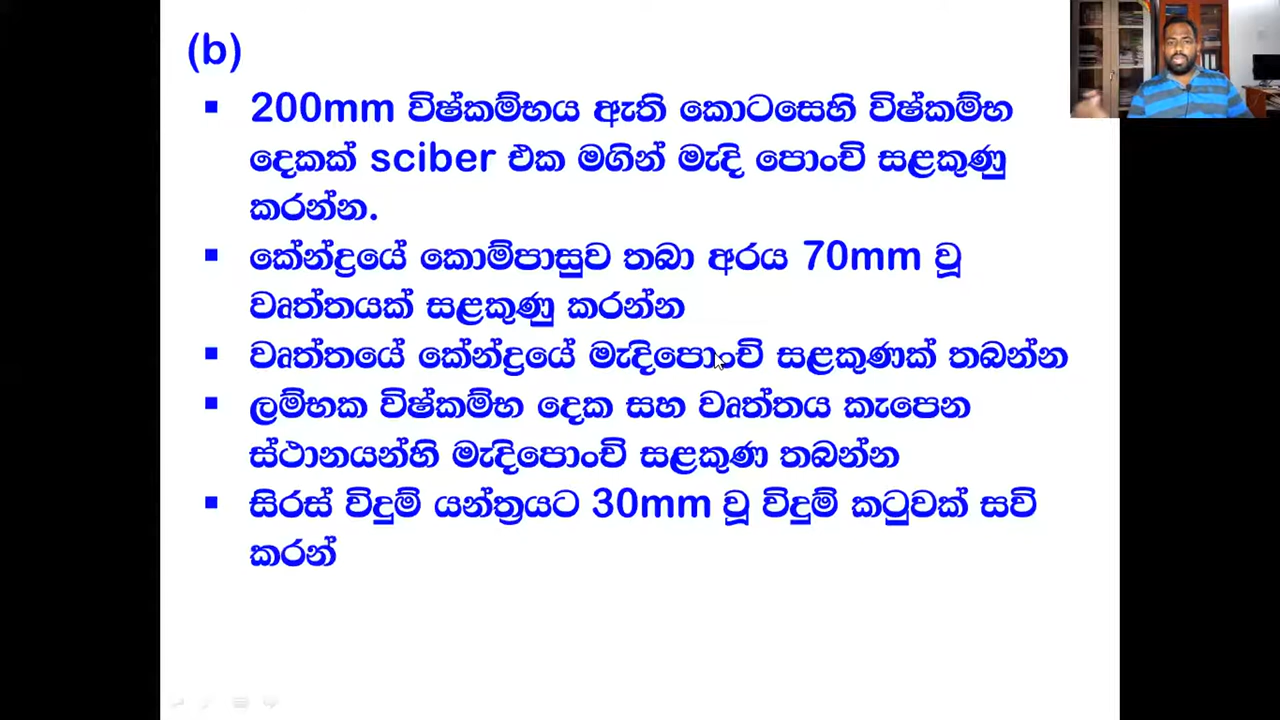 (b)
▪ 200mm විෂ්කම්භය ඇති කොටසෙහි විෂ්කම්භ
දෙකක් sciber එක මගින් මැදි පොංචි සළකුණු
කරන්න.
▪ කේන්ද්‍රයේ කොම්පාසුව තබා අරය 70mm වූ
වෘත්තයක් සළකුණු කරන්න
▪ වෘත්තයේ කේන්ද්‍රයේ මැදිපොංචි සළකුණක් තබන්න
▪ ලම්භක විෂ්කම්භ දෙක සහ වෘත්තය කැපෙන
ස්ථානයන්හි මැදිපොංචි සළකුණ තබන්න
▪ සිරස් විදුම් යන්ත්‍රයට 30mm වූ විදුම් කටුවක් සවි
කරන්